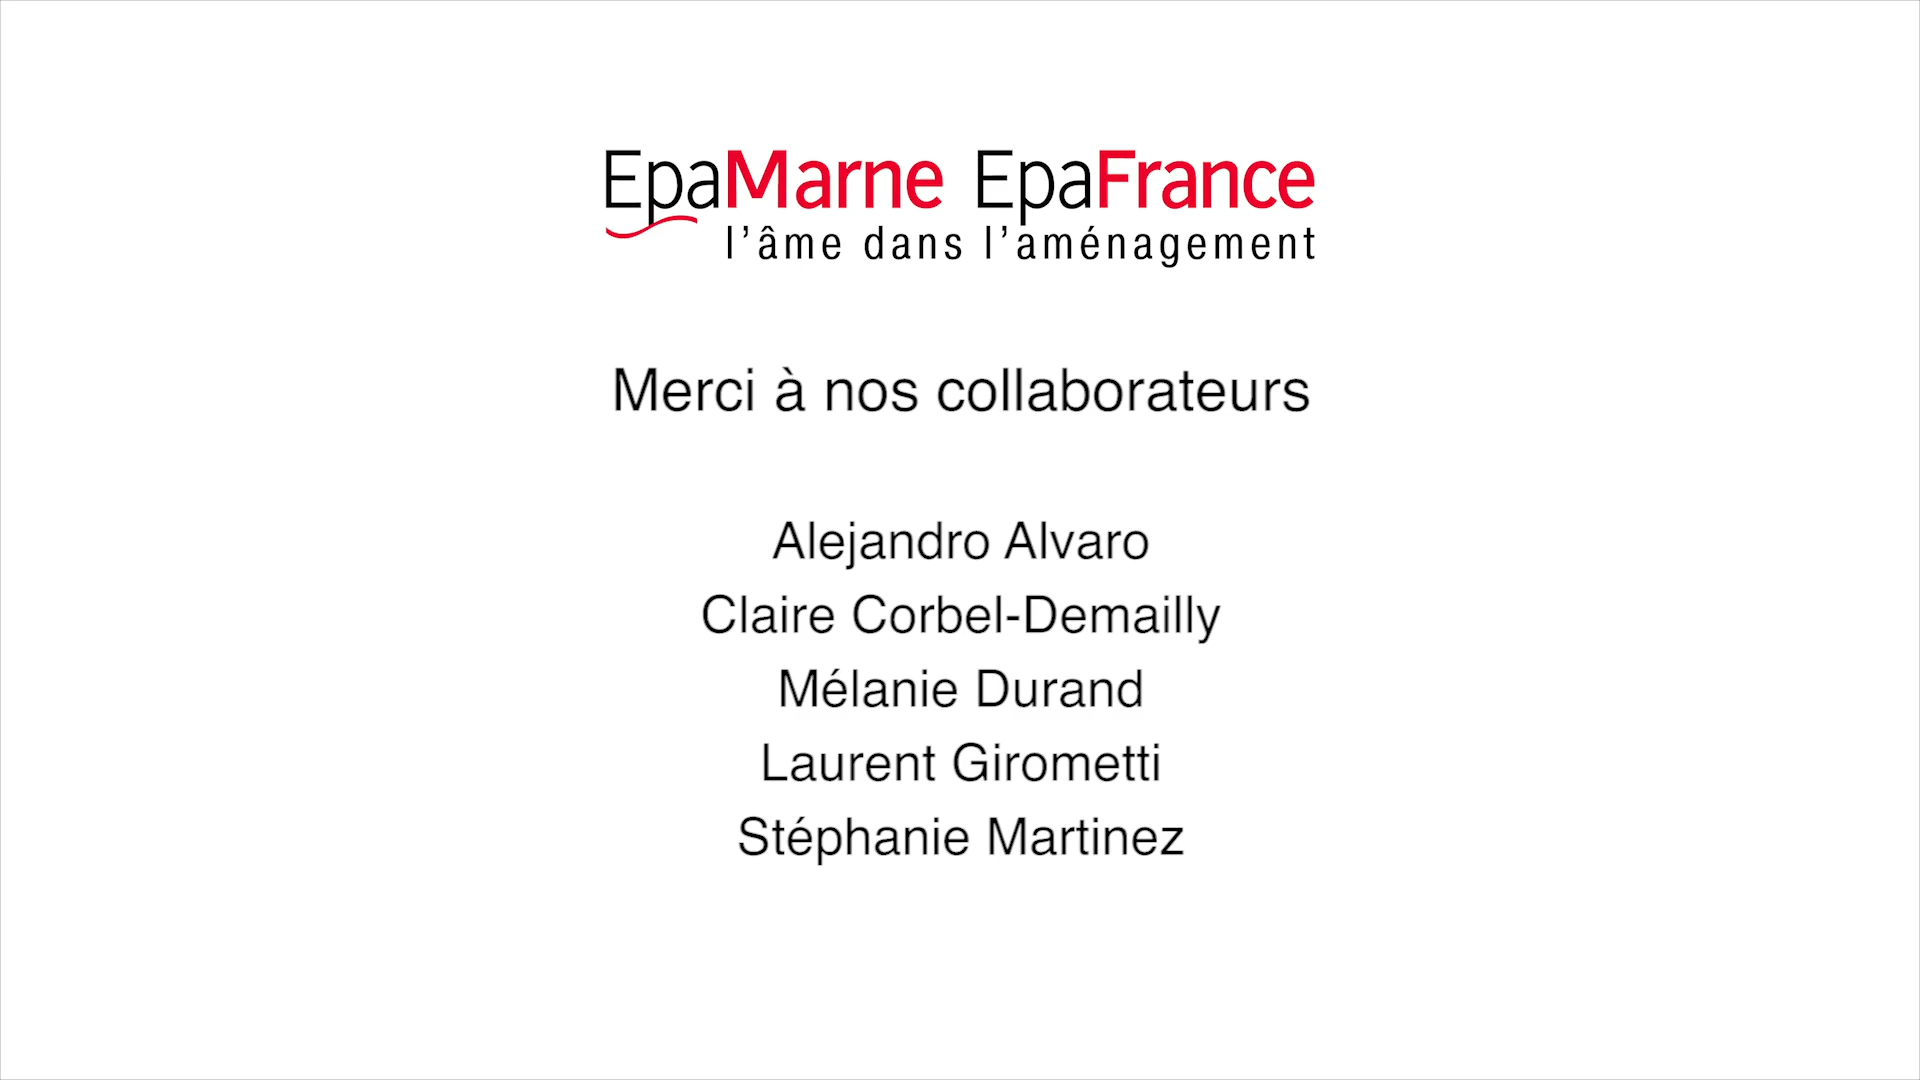 EpaMarne EpaFrance
l’âme dans l’aménagement
Merci à nos collaborateurs
Alejandro Alvaro
Claire Corbel-Demailly
Mélanie Durand
Laurent Girometti
Stéphanie Martinez